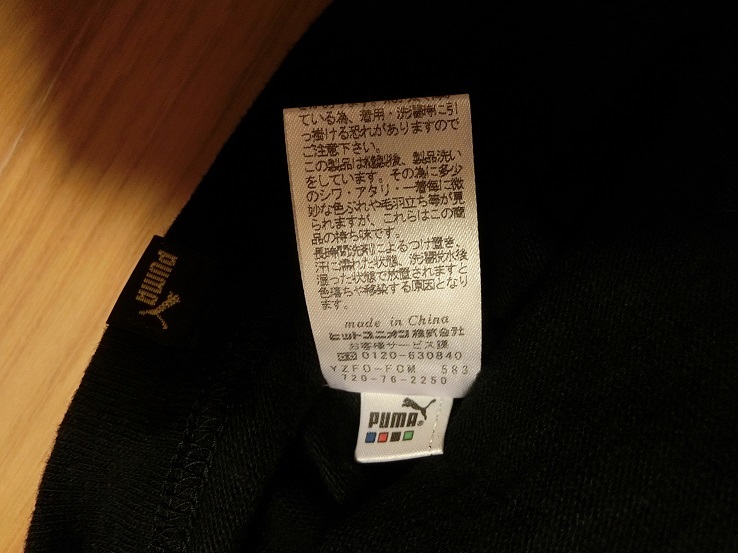 ている為、着用・洗濯時に引
っ掛ける恐れがありますので
ご注意下さい。
この製品は縫製後、製品洗い
をしています。その為に多少
のシワ・アタリ・一着毎に微
妙な色ぶれや毛羽立ち等が見
られますが、これらはこの商
品の持ち味です。
長時間洗剤によるつけ置き、
汗に濡れた状態、洗濯脱水後
湿った状態で放置されますと
色落ちや移染する原因となり
ます。
made in China
ヒットユニオン株式会社
お客様サービス課
0120-630840
YZFO-FCM 583
720-76-2250
PUMA®
PUMA